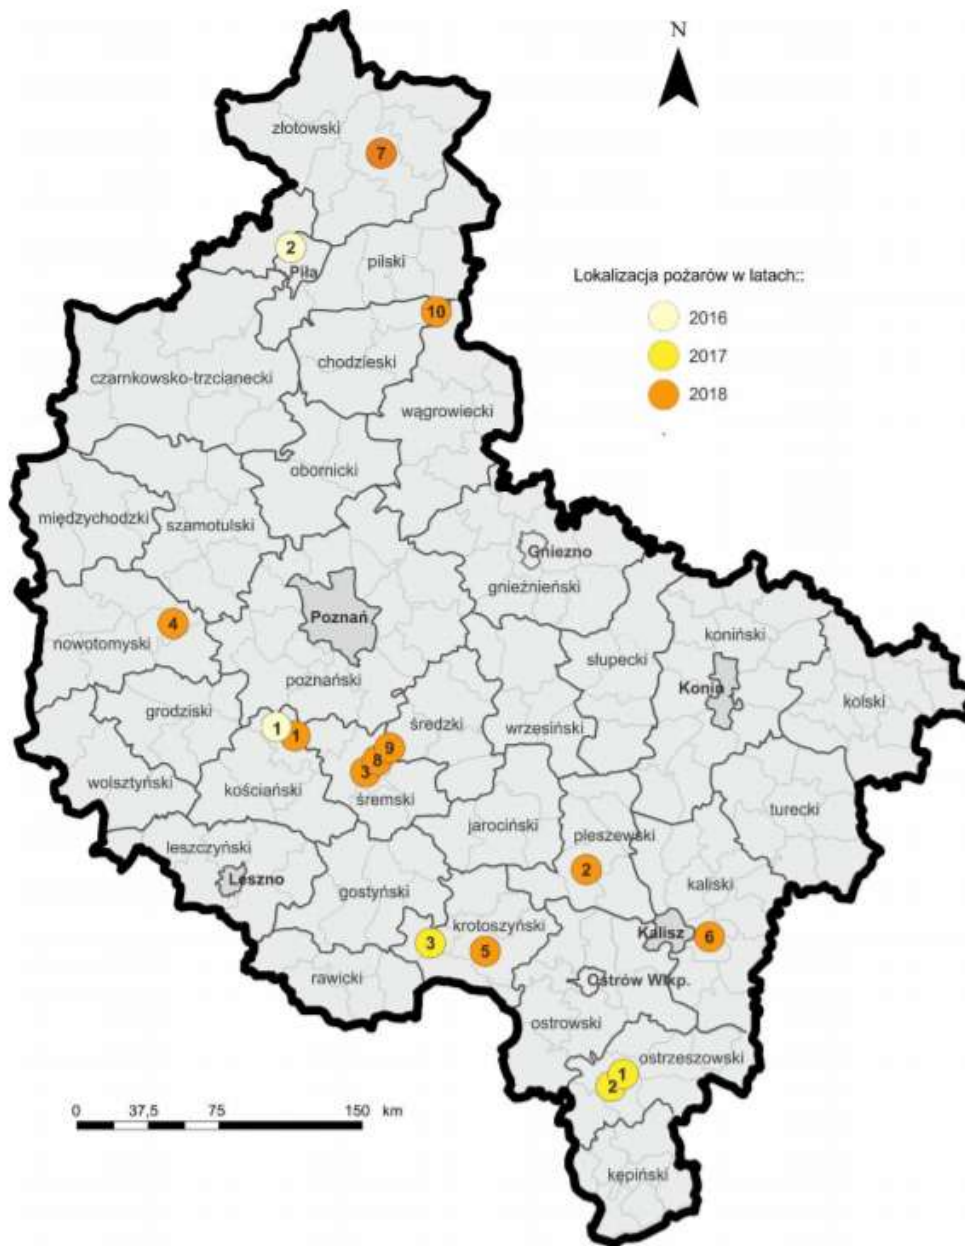 N
złotowski
7
2
Piła
pilski
Lokalizacja pożarów w latach::
2016
10
2017
chodzieski
czarnkowsko-trzcianecki
2018
wągrowiecki
obornicki
międzychodzki
szamotulski
Gniezno
gnieźnieński
Poznań
4
nowotomyski
koniński
słupecki
poznański
Konin
kolski
grodziski
średzki
wrzesiński
1
1
9
8
3
wolsztyński
kościański
śremski
turecki
jarociński
pleszewski
leszczyński
2
Leszno
gostyński
kaliski
krotoszyński
Kalisz
6
3
5
rawicki
Ostrów Wlkp.
ostrowski
ostrzeszowski
1
2
0 37,5 75 150 km
kępiński